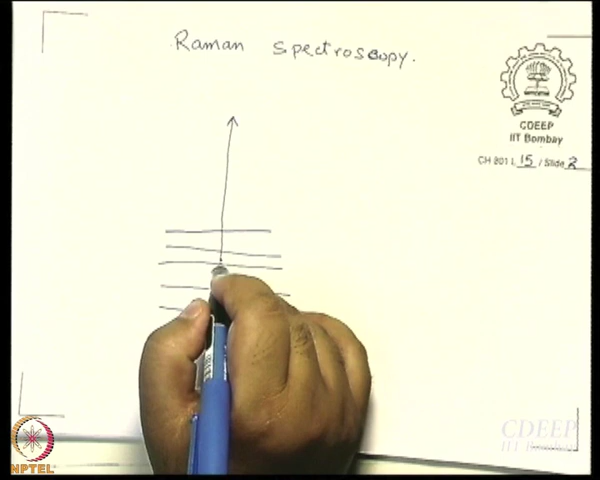 Raman Spectroscopy.
CDEEP
IIT Bombay
CH 801 L 15 / Slide 2
CDEEP
IIT Bombay
NPTEL